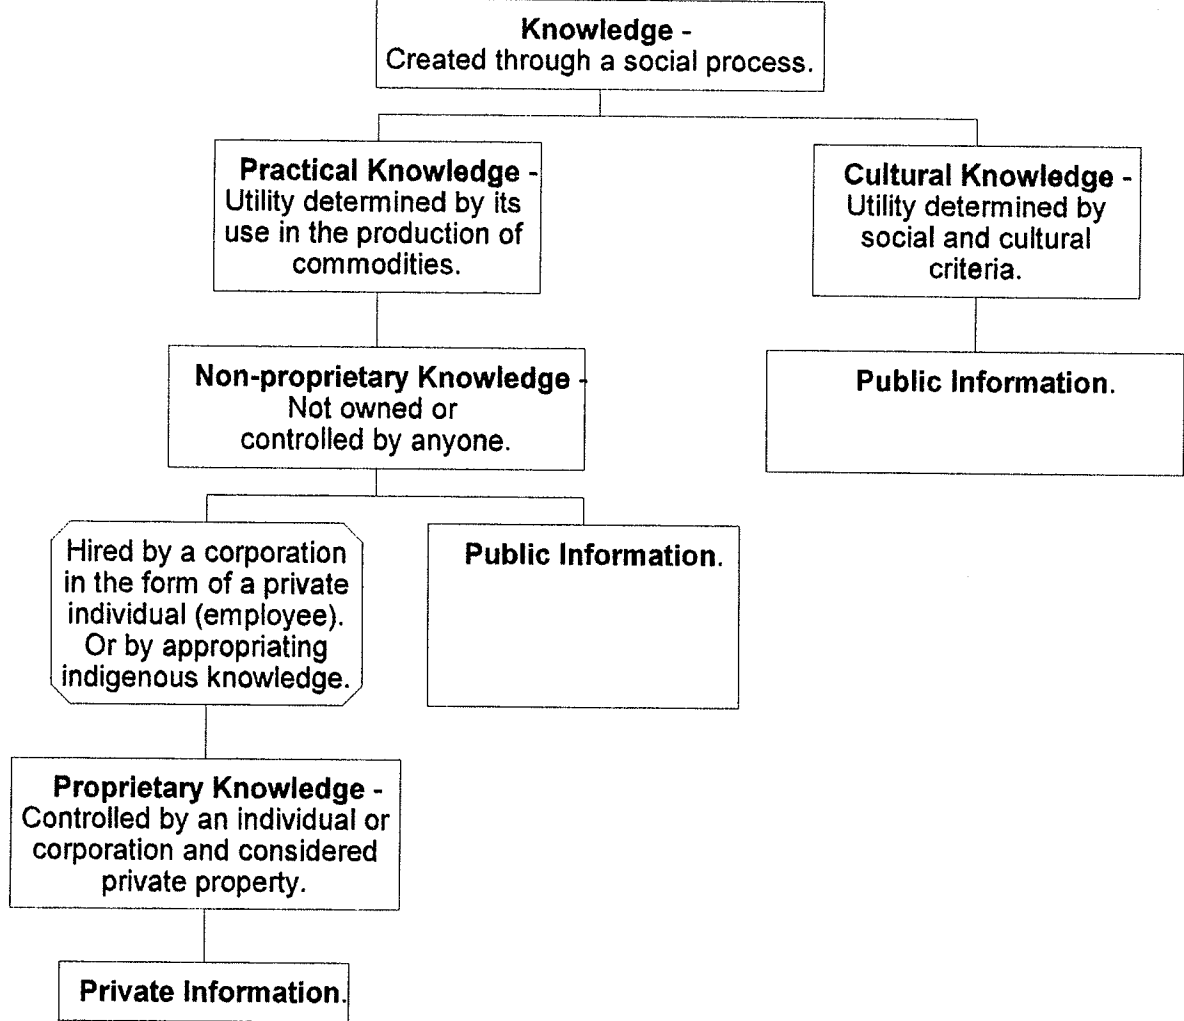 Knowledge -
Created through a social process.
Practical Knowledge -
Utility determined by its
use in the production of
commodities.
Cultural Knowledge -
Utility determined by
social and cultural
criteria.
Non-proprietary Knowledge -
Not owned or
controlled by anyone.
Public Information.
Hired by a corporation
in the form of a private
individual (employee).
Or by appropriating
indigenous knowledge.
Public Information.
Proprietary Knowledge -
Controlled by an individual or
corporation and considered
private property.
Private Information.